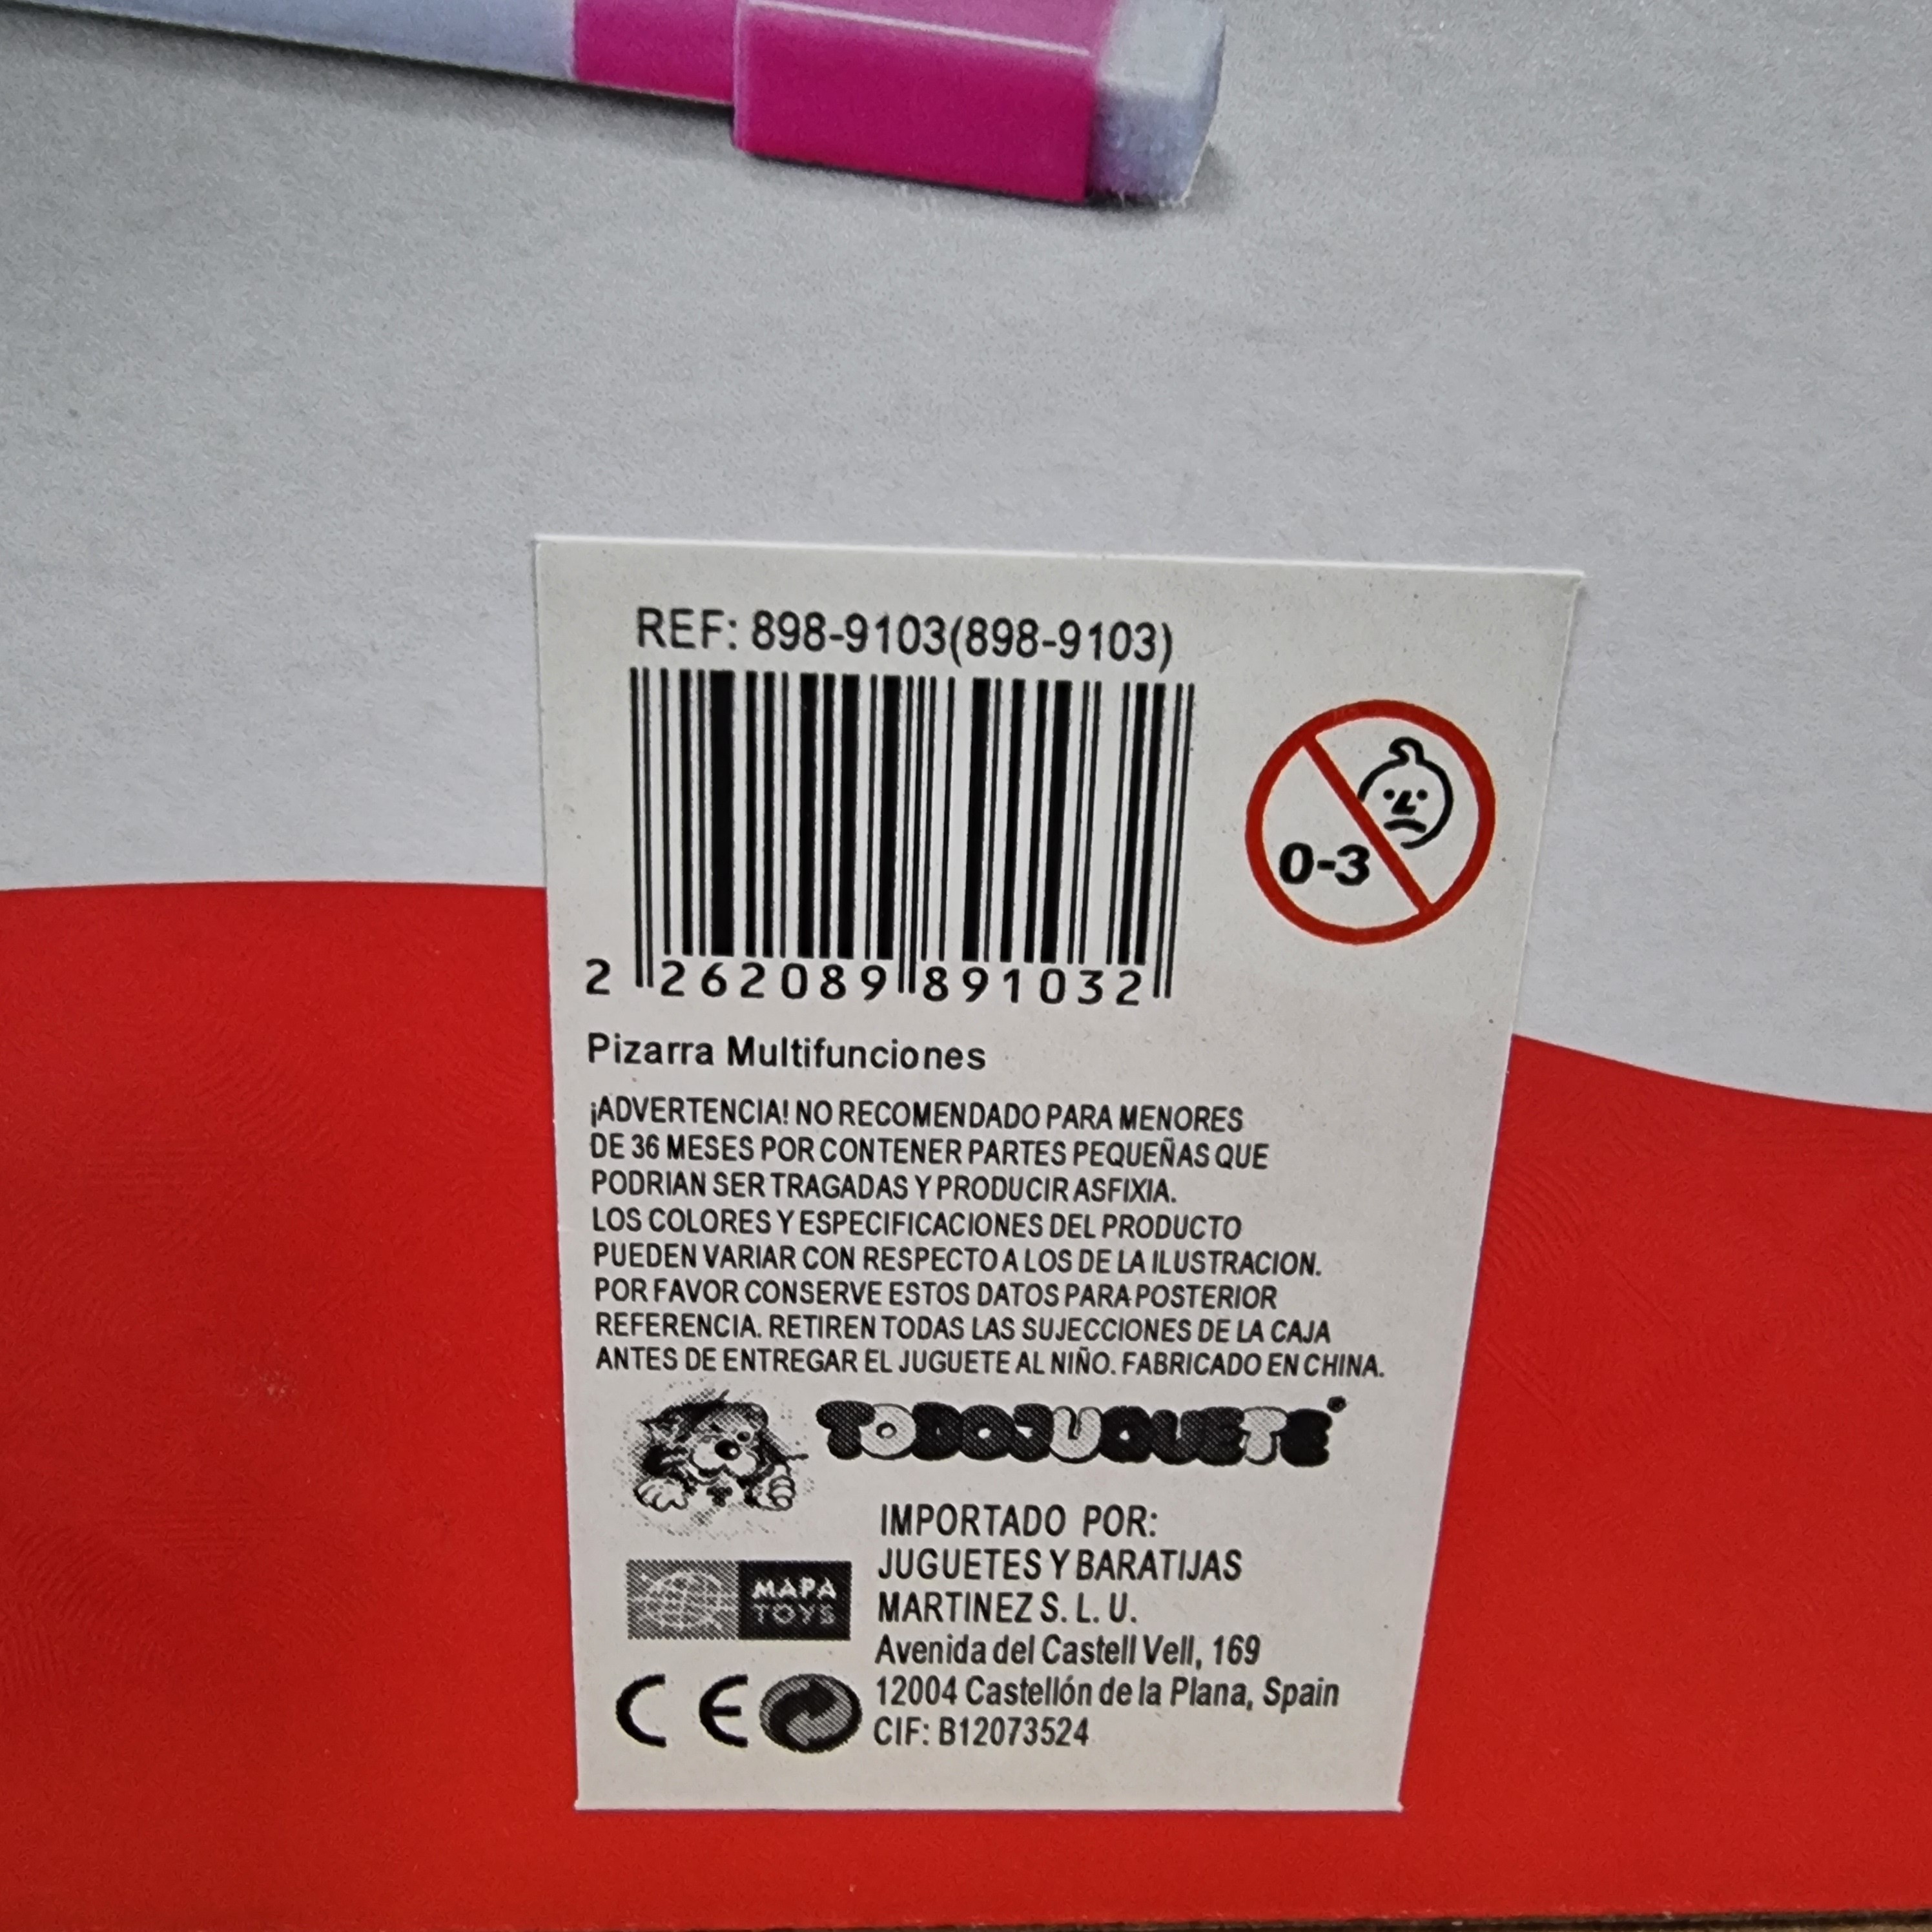 REF: 898-9103(898-9103)
0-3
2 262089 891032
Pizarra Multifunciones
¡ADVERTENCIA! NO RECOMENDADO PARA MENORES
DE 36 MESES POR CONTENER PARTES PEQUEÑAS QUE
PODRIAN SER TRAGADAS Y PRODUCIR ASFIXIA.
LOS COLORES Y ESPECIFICACIONES DEL PRODUCTO
PUEDEN VARIAR CON RESPECTO A LOS DE LA ILUSTRACION.
POR FAVOR CONSERVE ESTOS DATOS PARA POSTERIOR
REFERENCIA. RETIREN TODAS LAS SUJECCIONES DE LA CAJA
ANTES DE ENTREGAR EL JUGUETE AL NIÑO. FABRICADO EN CHINA.
TODOJUGUETE
IMPORTADO POR:
JUGUETES Y BARATIJAS
MARTINEZ S. L. U.
MAPA
TOYS
Avenida del Castell Vell, 169
12004 Castellón de la Plana, Spain
CIF: B12073524
CE